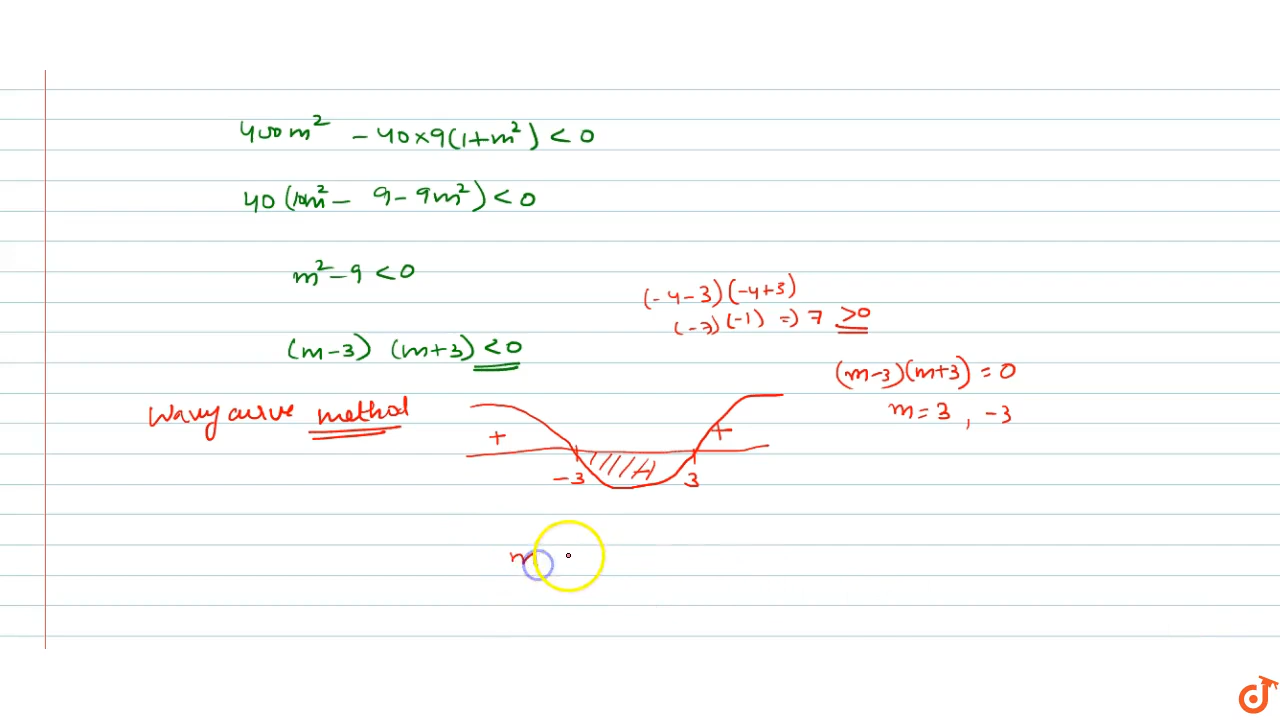 400m² - 40×9(1+m²) < 0
40 (10m² - 9 - 9m²) < 0
m² - 9 < 0
(-4-3)(-4+3)
(-7)(-1) => 7 >0
(m-3) (m+3) < 0
(m-3)(m+3) = 0
m = 3 , -3
Wavy curve method
+ +
-3 3
m